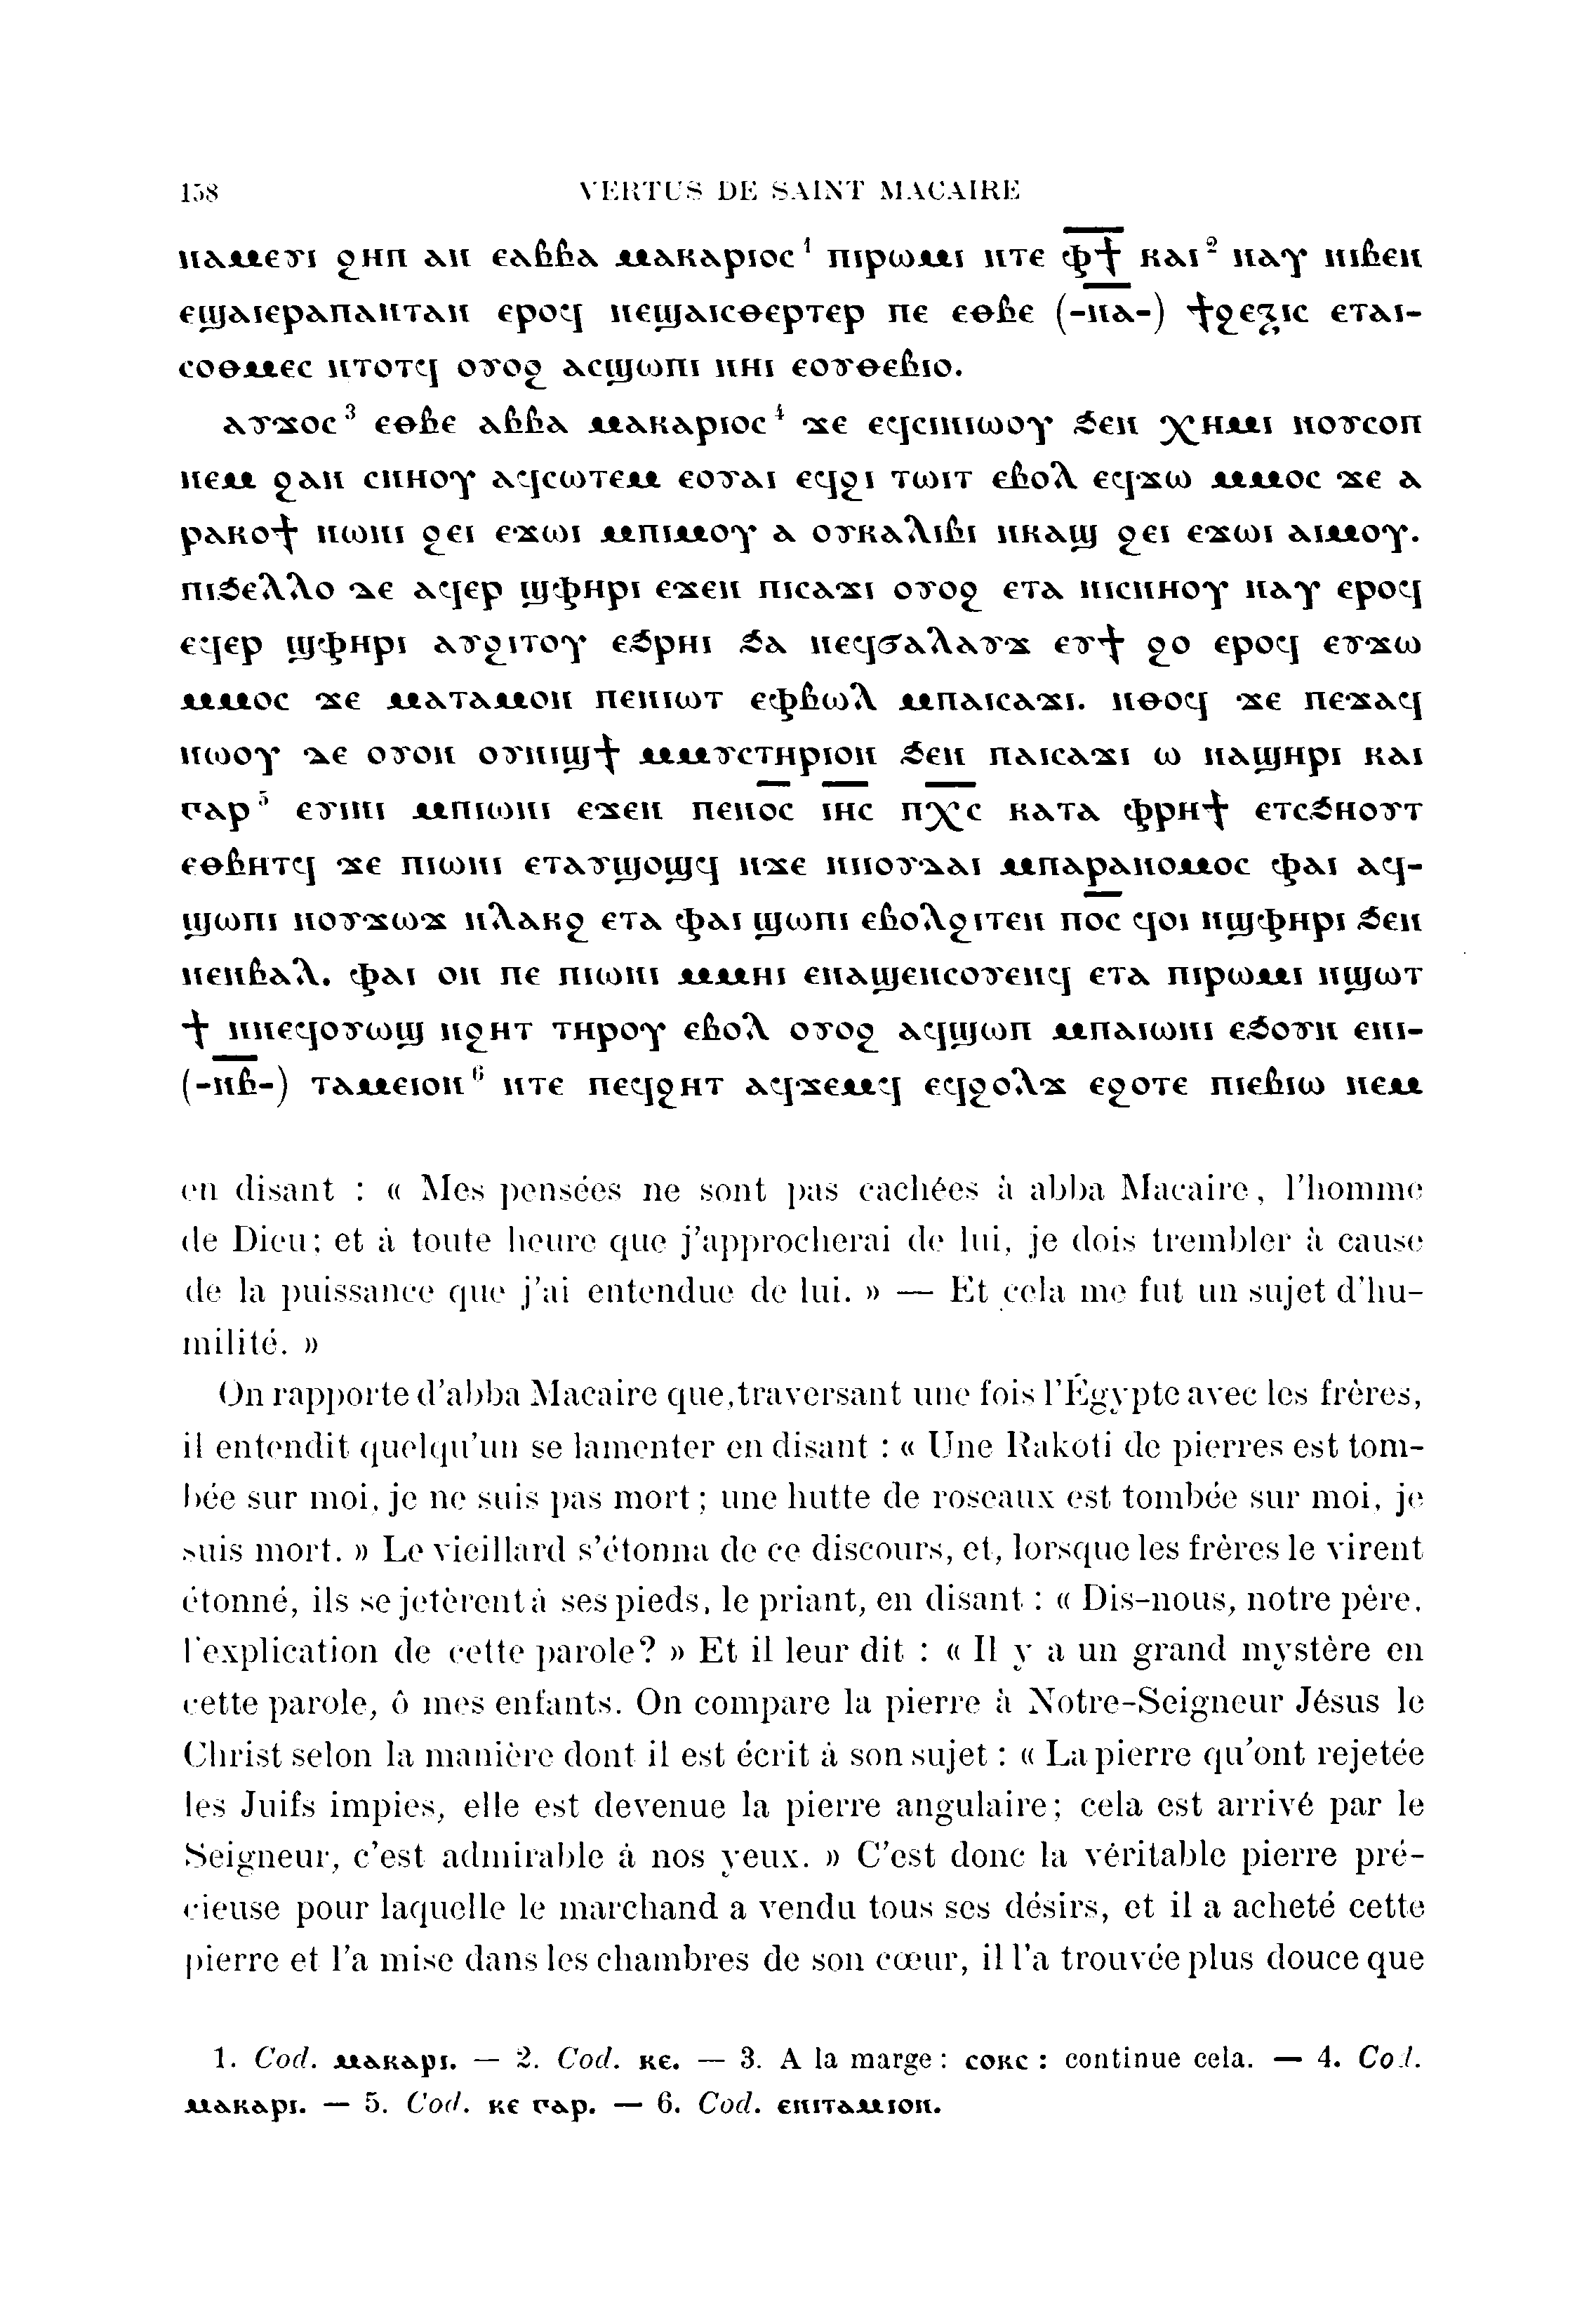 158 VERTUS DE SAINT MACAIRE
ⲛⲁⲙⲉⲩⲓ ϩⲏⲡ ⲁⲛ ⲉⲁⲃⲃⲁ ⲙⲁⲕⲁⲣⲓⲟⲥ¹ ⲡⲓⲣⲱⲙⲓ ⲛⲧⲉ ⲫ̅ϯ̅ ⲕⲁⲓ² ⲛⲁⲩ ⲛⲓⲃⲉⲛ
ⲉϣⲁⲓⲉⲣⲁⲡⲁⲛⲧⲁⲛ ⲉⲣⲟϥ ⲛⲉϣⲁⲓⲥⲑⲉⲣⲧⲉⲣ ⲡⲉ ⲉⲑⲃⲉ (-ⲛ̅ⲁ̅-) ϯϩⲉⲝⲓⲥ ⲉⲧⲁⲓ-
ⲥⲟⲑⲙⲉⲥ ⲛⲧⲟⲧϥ ⲟⲩⲟϩ ⲁⲥϣⲱⲡⲓ ⲛⲏⲓ ⲉⲟⲩⲑⲉⲃⲓⲟ.
ⲁⲩϫⲟⲥ³ ⲉⲑⲃⲉ ⲁⲃⲃⲁ ⲙⲁⲕⲁⲣⲓⲟⲥ⁴ ϫⲉ ⲉϥⲥⲓⲛⲓⲱⲟⲩ ϧⲉⲛ ⲭⲏⲙⲓ ⲛⲟⲩⲥⲟⲡ
ⲛⲉⲙ ϩⲁⲛ ⲥⲛⲏⲟⲩ ⲁϥⲥⲱⲧⲉⲙ ⲉⲟⲩⲁⲓ ⲉϥϩⲓ ⲧⲱⲓⲧ ⲉⲃⲟⲗ ⲉϥϫⲱ ⲙⲙⲟⲥ ϫⲉ ⲁ
ⲣⲁⲕⲟϯ ⲛⲱⲛⲓ ϩⲉⲓ ⲉϫⲱⲓ ⲙⲡⲓⲙⲟⲩ ⲁ ⲟⲩⲕⲁⲗⲓⲃⲓ ⲛⲕⲁϣ ϩⲉⲓ ⲉϫⲱⲓ ⲁⲓⲙⲟⲩ.
ⲡⲓϧⲉⲗⲗⲟ ⲇⲉ ⲁϥⲉⲣ ϣⲫⲏⲣⲓ ⲉϫⲉⲛ ⲡⲓⲥⲁϫⲓ ⲟⲩⲟϩ ⲉⲧⲁ ⲛⲓⲥⲛⲏⲟⲩ ⲛⲁⲩ ⲉⲣⲟϥ
ⲉϥⲉⲣ ϣⲫⲏⲣⲓ ⲁⲩϩⲓⲧⲟⲩ ⲉϧⲣⲏⲓ ϧⲁ ⲛⲉϥϭⲁⲗⲁⲩϫ ⲉⲩϯ ϩⲟ ⲉⲣⲟϥ ⲉⲩϫⲱ
ⲙⲙⲟⲥ ϫⲉ ⲙⲁⲧⲁⲙⲟⲛ ⲡⲉⲛⲓⲱⲧ ⲉⲫⲃⲱⲗ ⲙⲡⲁⲓⲥⲁϫⲓ. ⲛⲑⲟϥ ϫⲉ ⲡⲉϫⲁϥ
ⲛⲱⲟⲩ ⲇⲉ ⲟⲩⲟⲛ ⲟⲩⲛⲓϣϯ ⲙⲙⲩⲥⲧⲏⲣⲓⲟⲛ ϧⲉⲛ ⲡⲁⲓⲥⲁϫⲓ ⲱ ⲛⲁϣⲏⲣⲓ ⲕⲁⲓ
ⲅⲁⲣ⁵ ⲉⲩⲓⲛⲓ ⲙⲡⲓⲱⲛⲓ ⲉϫⲉⲛ ⲡⲉⲛⲟ̅ⲥ̅ ⲓ̅ⲏ̅ⲥ̅ ⲡ̅ⲭ̅ⲥ̅ ⲕⲁⲧⲁ ⲫⲣⲏϯ ⲉⲧⲥϧⲏⲟⲩⲧ
ⲉⲑⲃⲏⲧϥ ϫⲉ ⲡⲓⲱⲛⲓ ⲉⲧⲁⲩϣⲟϣϥ ⲛϫⲉ ⲛⲓⲓⲟⲩⲇⲁⲓ ⲙⲡⲁⲣⲁⲛⲟⲙⲟⲥ ⲫⲁⲓ ⲁϥ-
ϣⲱⲡⲓ ⲛⲟⲩϫⲱϫ ⲛⲗⲁⲕϩ ⲉⲧⲁ ⲫⲁⲓ ϣⲱⲡⲓ ⲉⲃⲟⲗϩⲓⲧⲉⲛ ⲡⲟ̅ⲥ̅ ϥⲟⲓ ⲛϣⲫⲏⲣⲓ ϧⲉⲛ
ⲛⲉⲛⲃⲁⲗ. ⲫⲁⲓ ⲟⲛ ⲡⲉ ⲡⲓⲱⲛⲓ ⲙⲙⲏⲓ ⲉⲛⲁϣⲉⲛⲥⲟⲩⲉⲛϥ ⲉⲧⲁ ⲡⲓⲣⲱⲙⲓ ⲛϣⲱⲧ
ϯ ⲛⲛⲉϥⲟⲩⲱϣ ⲛϩⲏⲧ ⲧⲏⲣⲟⲩ ⲉⲃⲟⲗ ⲟⲩⲟϩ ⲁϥϣⲱⲡ ⲙⲡⲁⲓⲱⲛⲓ ⲉϧⲟⲩⲛ ⲉⲛⲓ-
(-ⲛ̅ⲃ̅-) ⲧⲁⲙⲉⲓⲟⲛ⁶ ⲛⲧⲉ ⲡⲉϥϩⲏⲧ ⲁϥϫⲉⲙϥ ⲉϥϩⲟⲗϫ ⲉϩⲟⲧⲉ ⲡⲓⲉⲃⲓⲱ ⲛⲉⲙ
en disant : « Mes pensées ne sont pas cachées à abba Macaire, l'homme
de Dieu; et à toute heure que j'approcherai de lui, je dois trembler à cause
de la puissance que j'ai entendue de lui. » — Et cela me fut un sujet d'hu-
milité. »
On rapporte d'abba Macaire que, traversant une fois l'Égypte avec les frères,
il entendit quelqu'un se lamenter en disant : « Une Rakoti de pierres est tom-
bée sur moi, je ne suis pas mort; une hutte de roseaux est tombée sur moi, je
suis mort. » Le vieillard s'étonna de ce discours, et, lorsque les frères le virent
étonné, ils se jetèrent à ses pieds, le priant, en disant : « Dis-nous, notre père,
l'explication de cette parole? » Et il leur dit : « Il y a un grand mystère en
cette parole, ô mes enfants. On compare la pierre à Notre-Seigneur Jésus le
Christ selon la manière dont il est écrit à son sujet : « La pierre qu'ont rejetée
les Juifs impies, elle est devenue la pierre angulaire; cela est arrivé par le
Seigneur, c'est admirable à nos yeux. » C'est donc la véritable pierre pré-
cieuse pour laquelle le marchand a vendu tous ses désirs, et il a acheté cette
pierre et l'a mise dans les chambres de son cœur, il l'a trouvée plus douce que
1. Cod. ⲙⲁⲕⲁⲣⲓ. — 2. Cod. ⲕⲉ. — 3. A la marge : ⲥⲟⲕⲥ : continue cela. — 4. Cod.
ⲙⲁⲕⲁⲣⲓ. — 5. Cod. ⲕⲉ ⲅⲁⲣ. — 6. Cod. ⲉⲛⲓⲧⲁⲙⲓⲟⲛ.